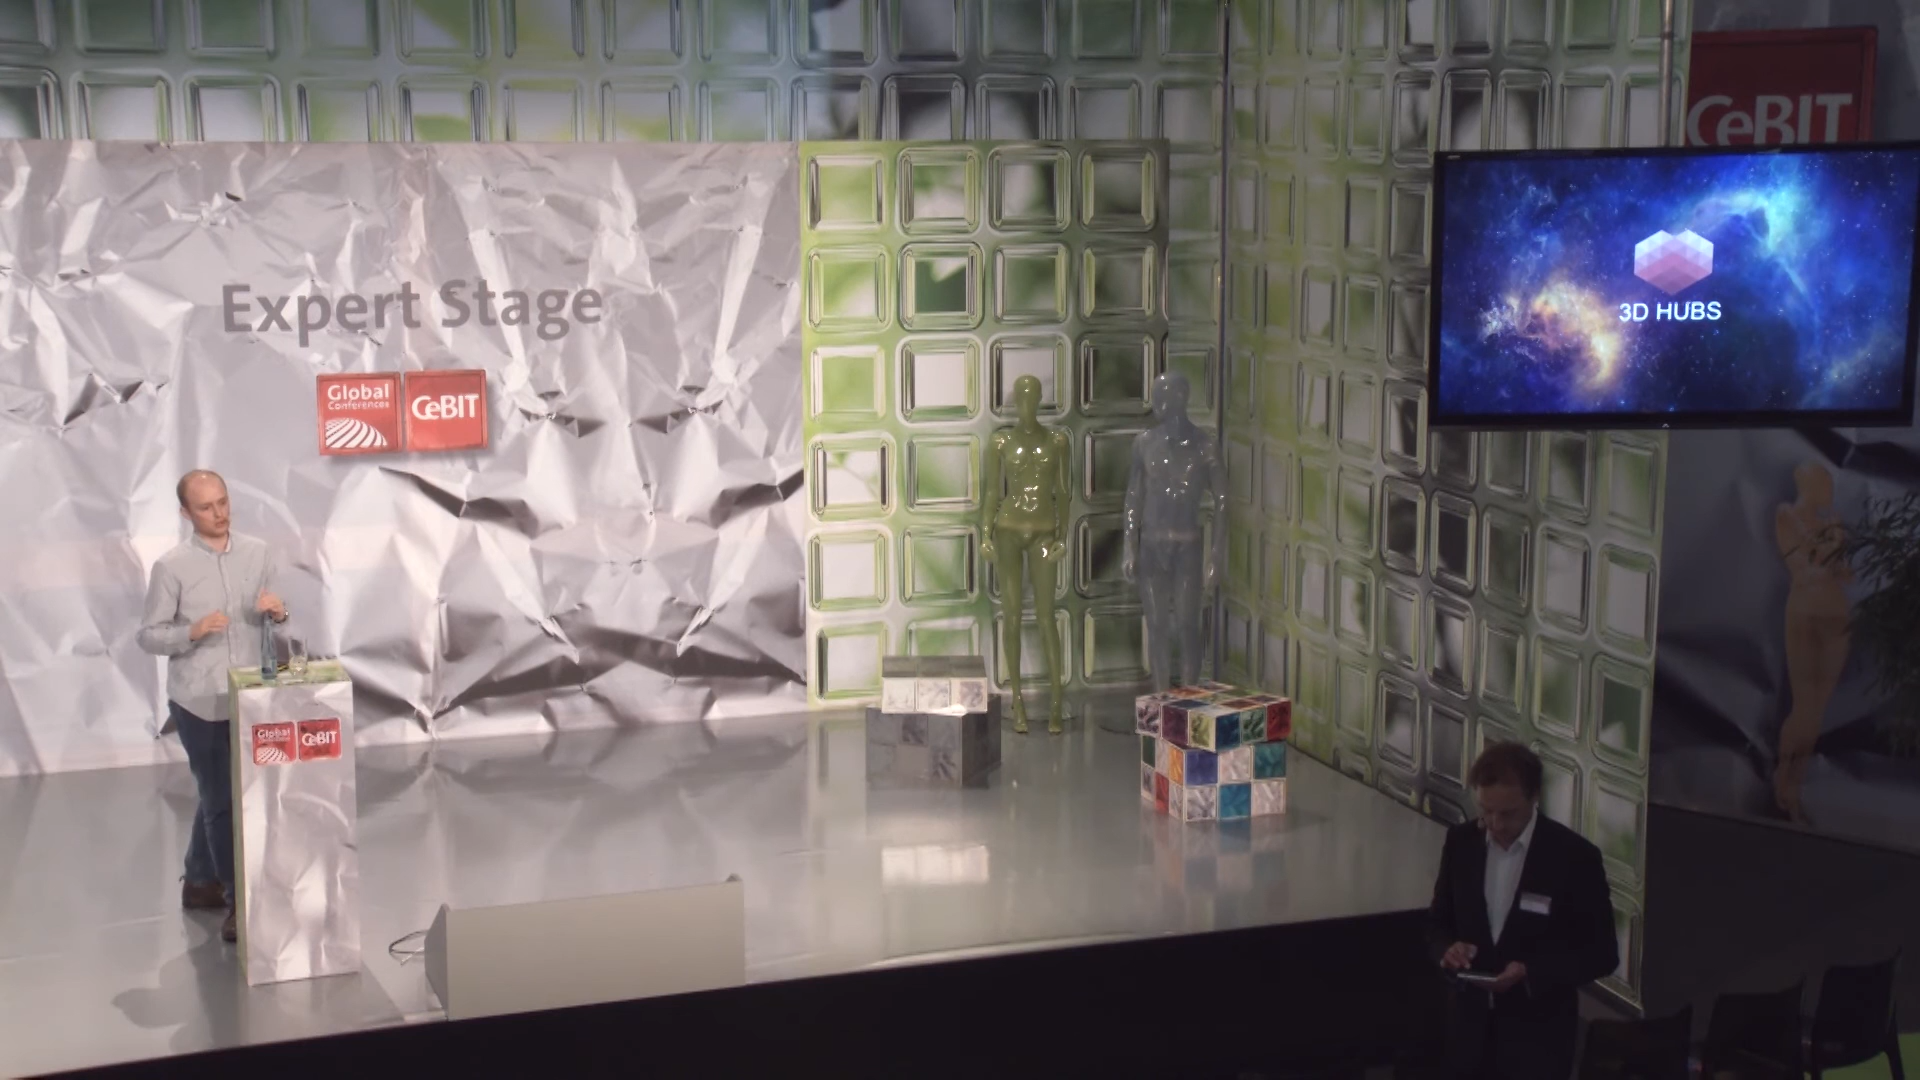 Expert Stage
Global
Conferences
CeBIT
CeBIT
3D HUBS
Global
CeBIT